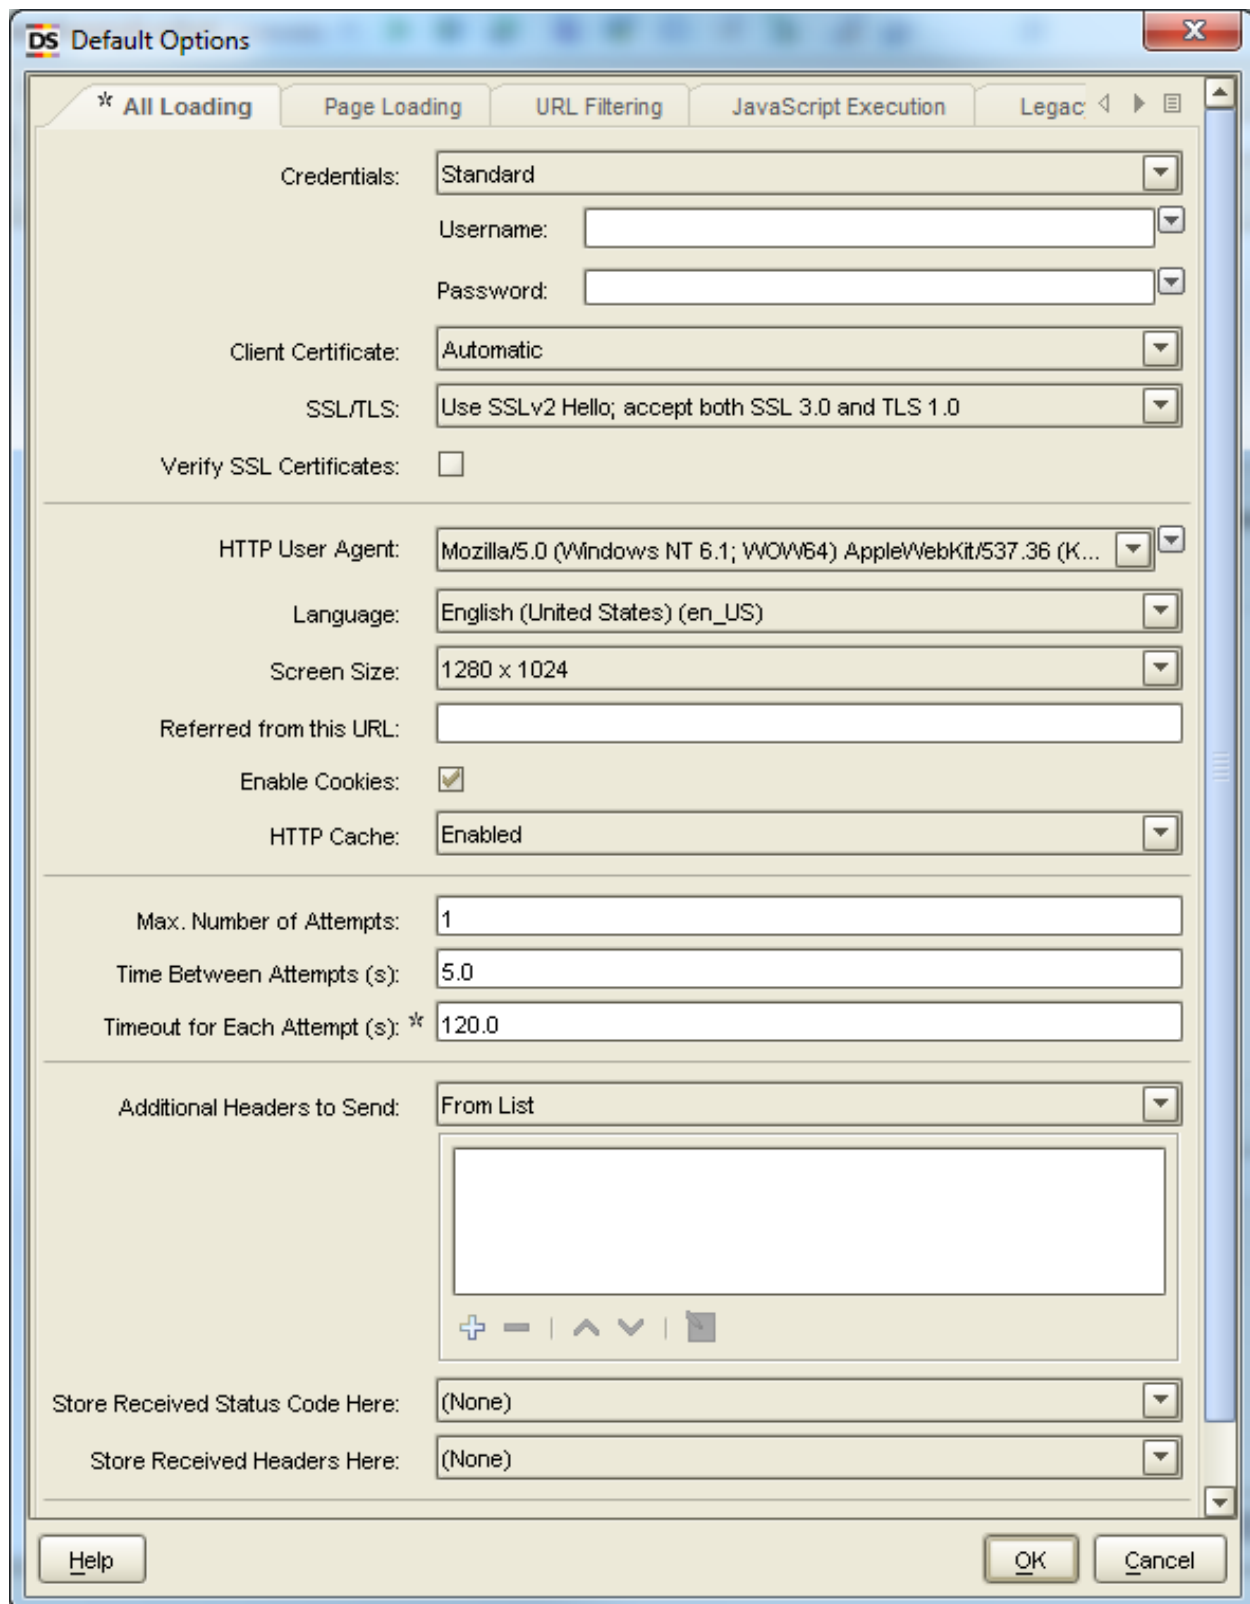 DS Default Options
* All Loading Page Loading URL Filtering JavaScript Execution Legac
Credentials: Standard
Username:
Password:
Client Certificate: Automatic
SSL/TLS: Use SSLv2 Hello; accept both SSL 3.0 and TLS 1.0
Verify SSL Certificates:
HTTP User Agent: Mozilla/5.0 (Windows NT 6.1; WOW64) AppleWebKit/537.36 (K...
Language: English (United States) (en_US)
Screen Size: 1280 x 1024
Referred from this URL:
Enable Cookies:
HTTP Cache: Enabled
Max. Number of Attempts: 1
Time Between Attempts (s): 5.0
Timeout for Each Attempt (s): * 120.0
Additional Headers to Send: From List
Store Received Status Code Here: (None)
Store Received Headers Here: (None)
Help OK Cancel